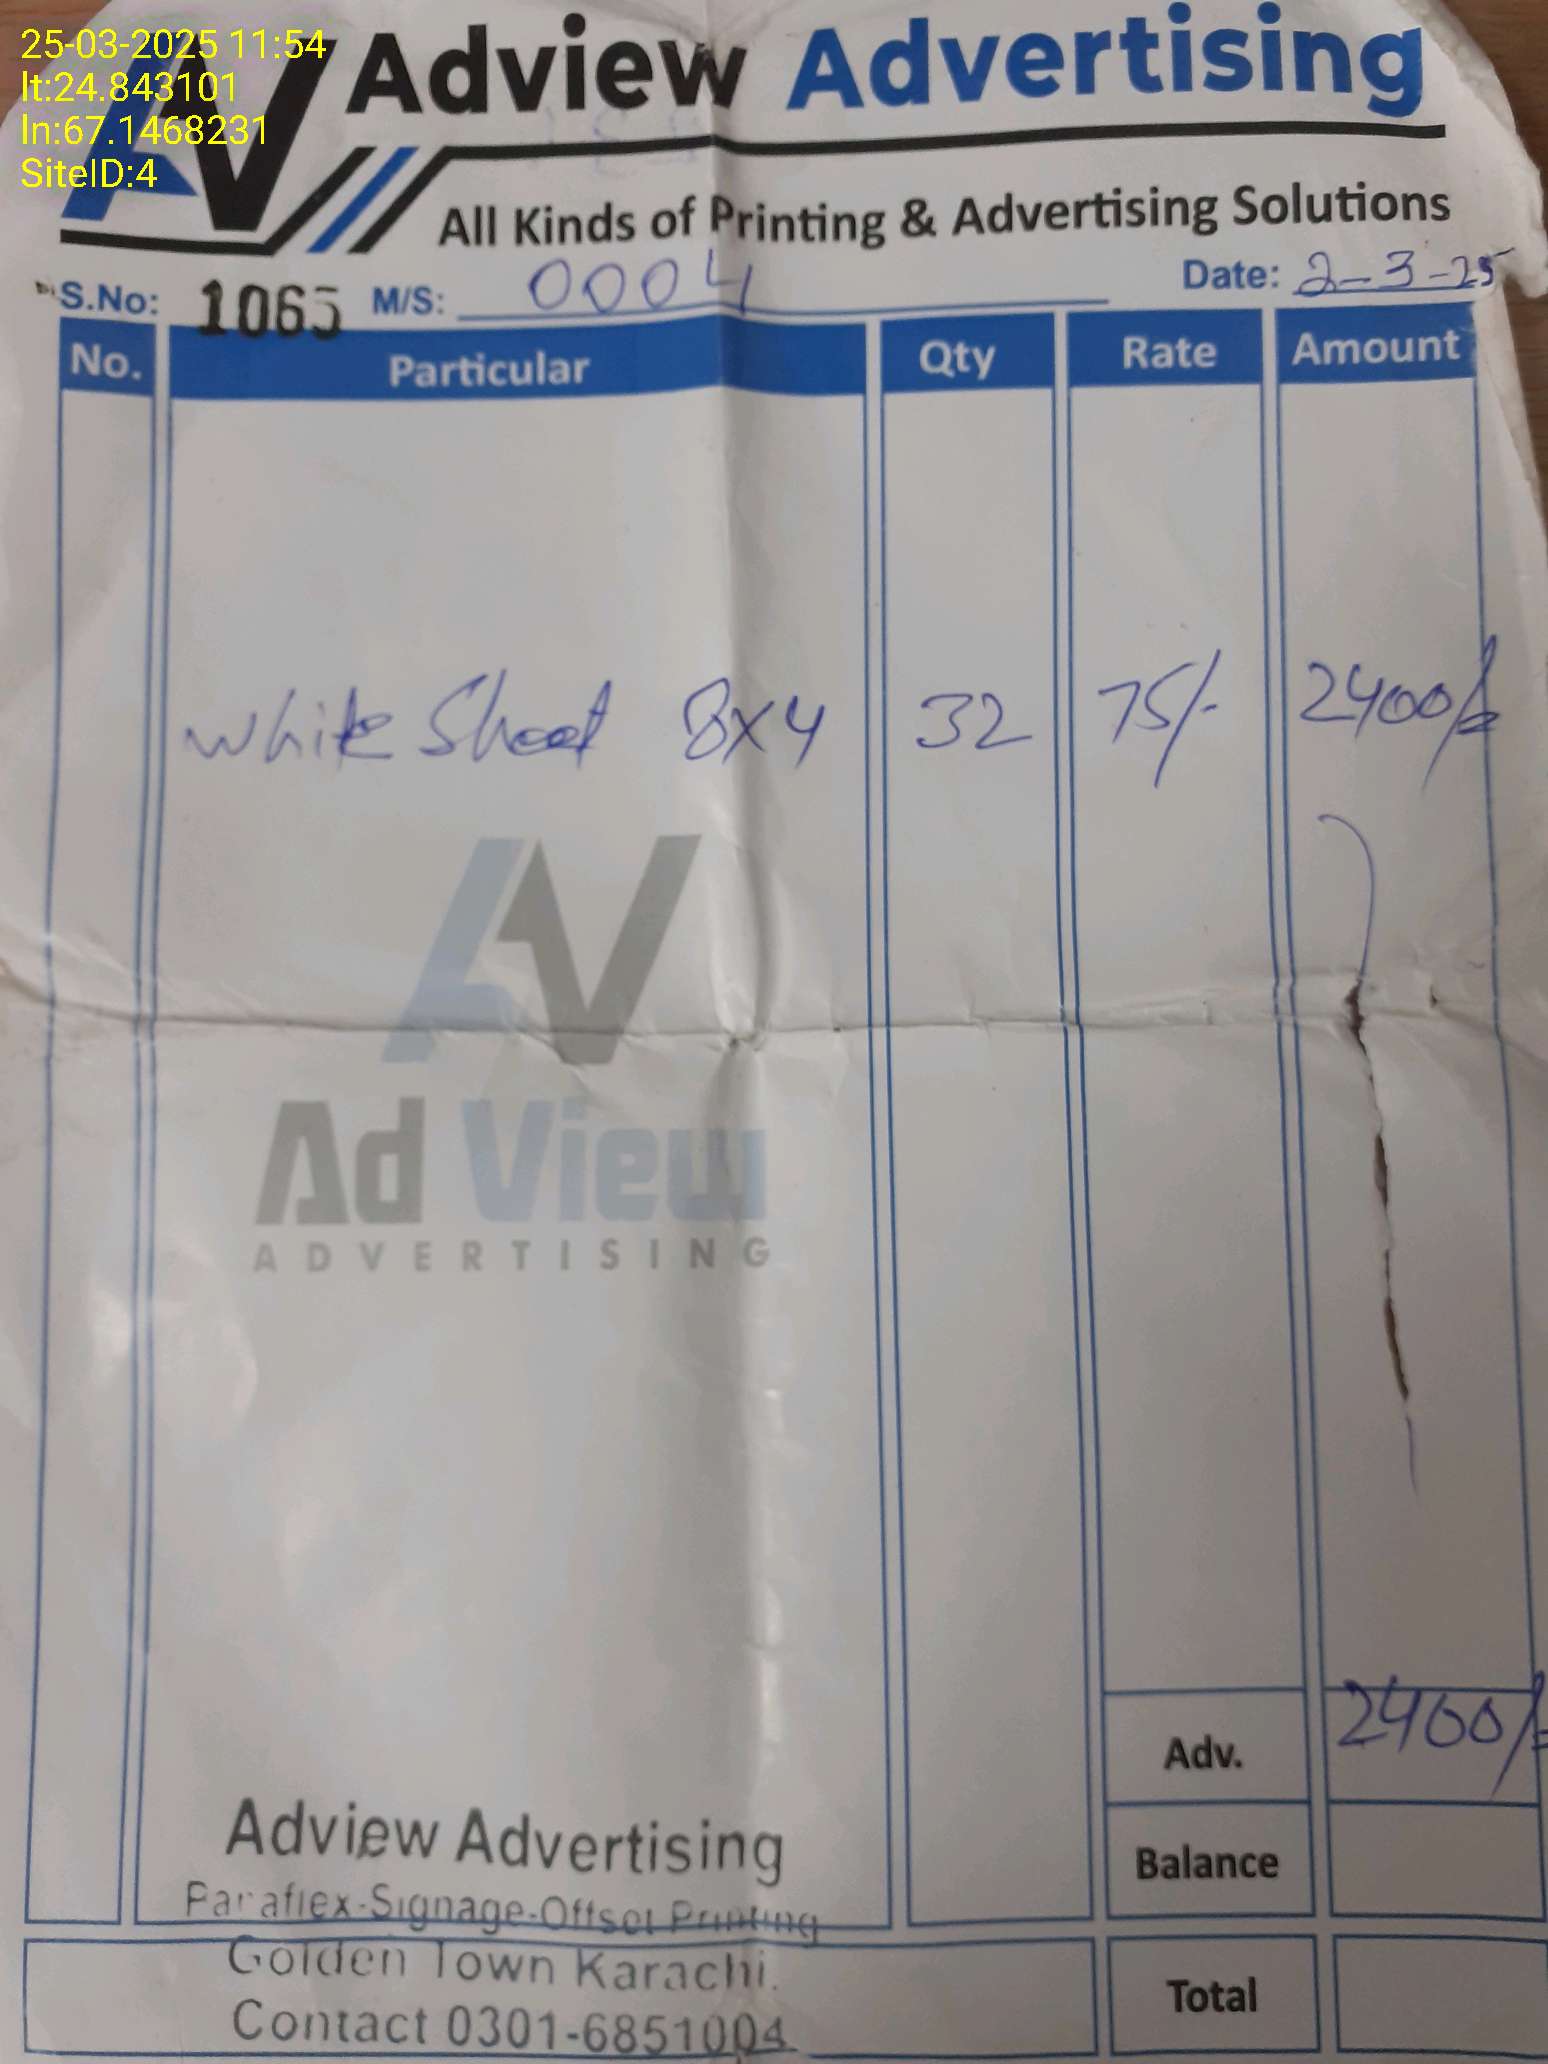 25-03-2025 11:54
lt:24.843101
ln:67.1468231
SiteID:4
AV
Adview Advertising
All Kinds of Printing & Advertising Solutions
S.No: 1065 M/S: 0004 Date: 2-3-25
No. Particular Qty Rate Amount
White Sheet 8x4 32 75/- 2400/-
AV
Ad View
ADVERTISING
Adv. 2400/-
Balance
Adview Advertising
Paraflex-Signage-Offset Printing
Golden Town Karachi.
Contact 0301-6851004
Total